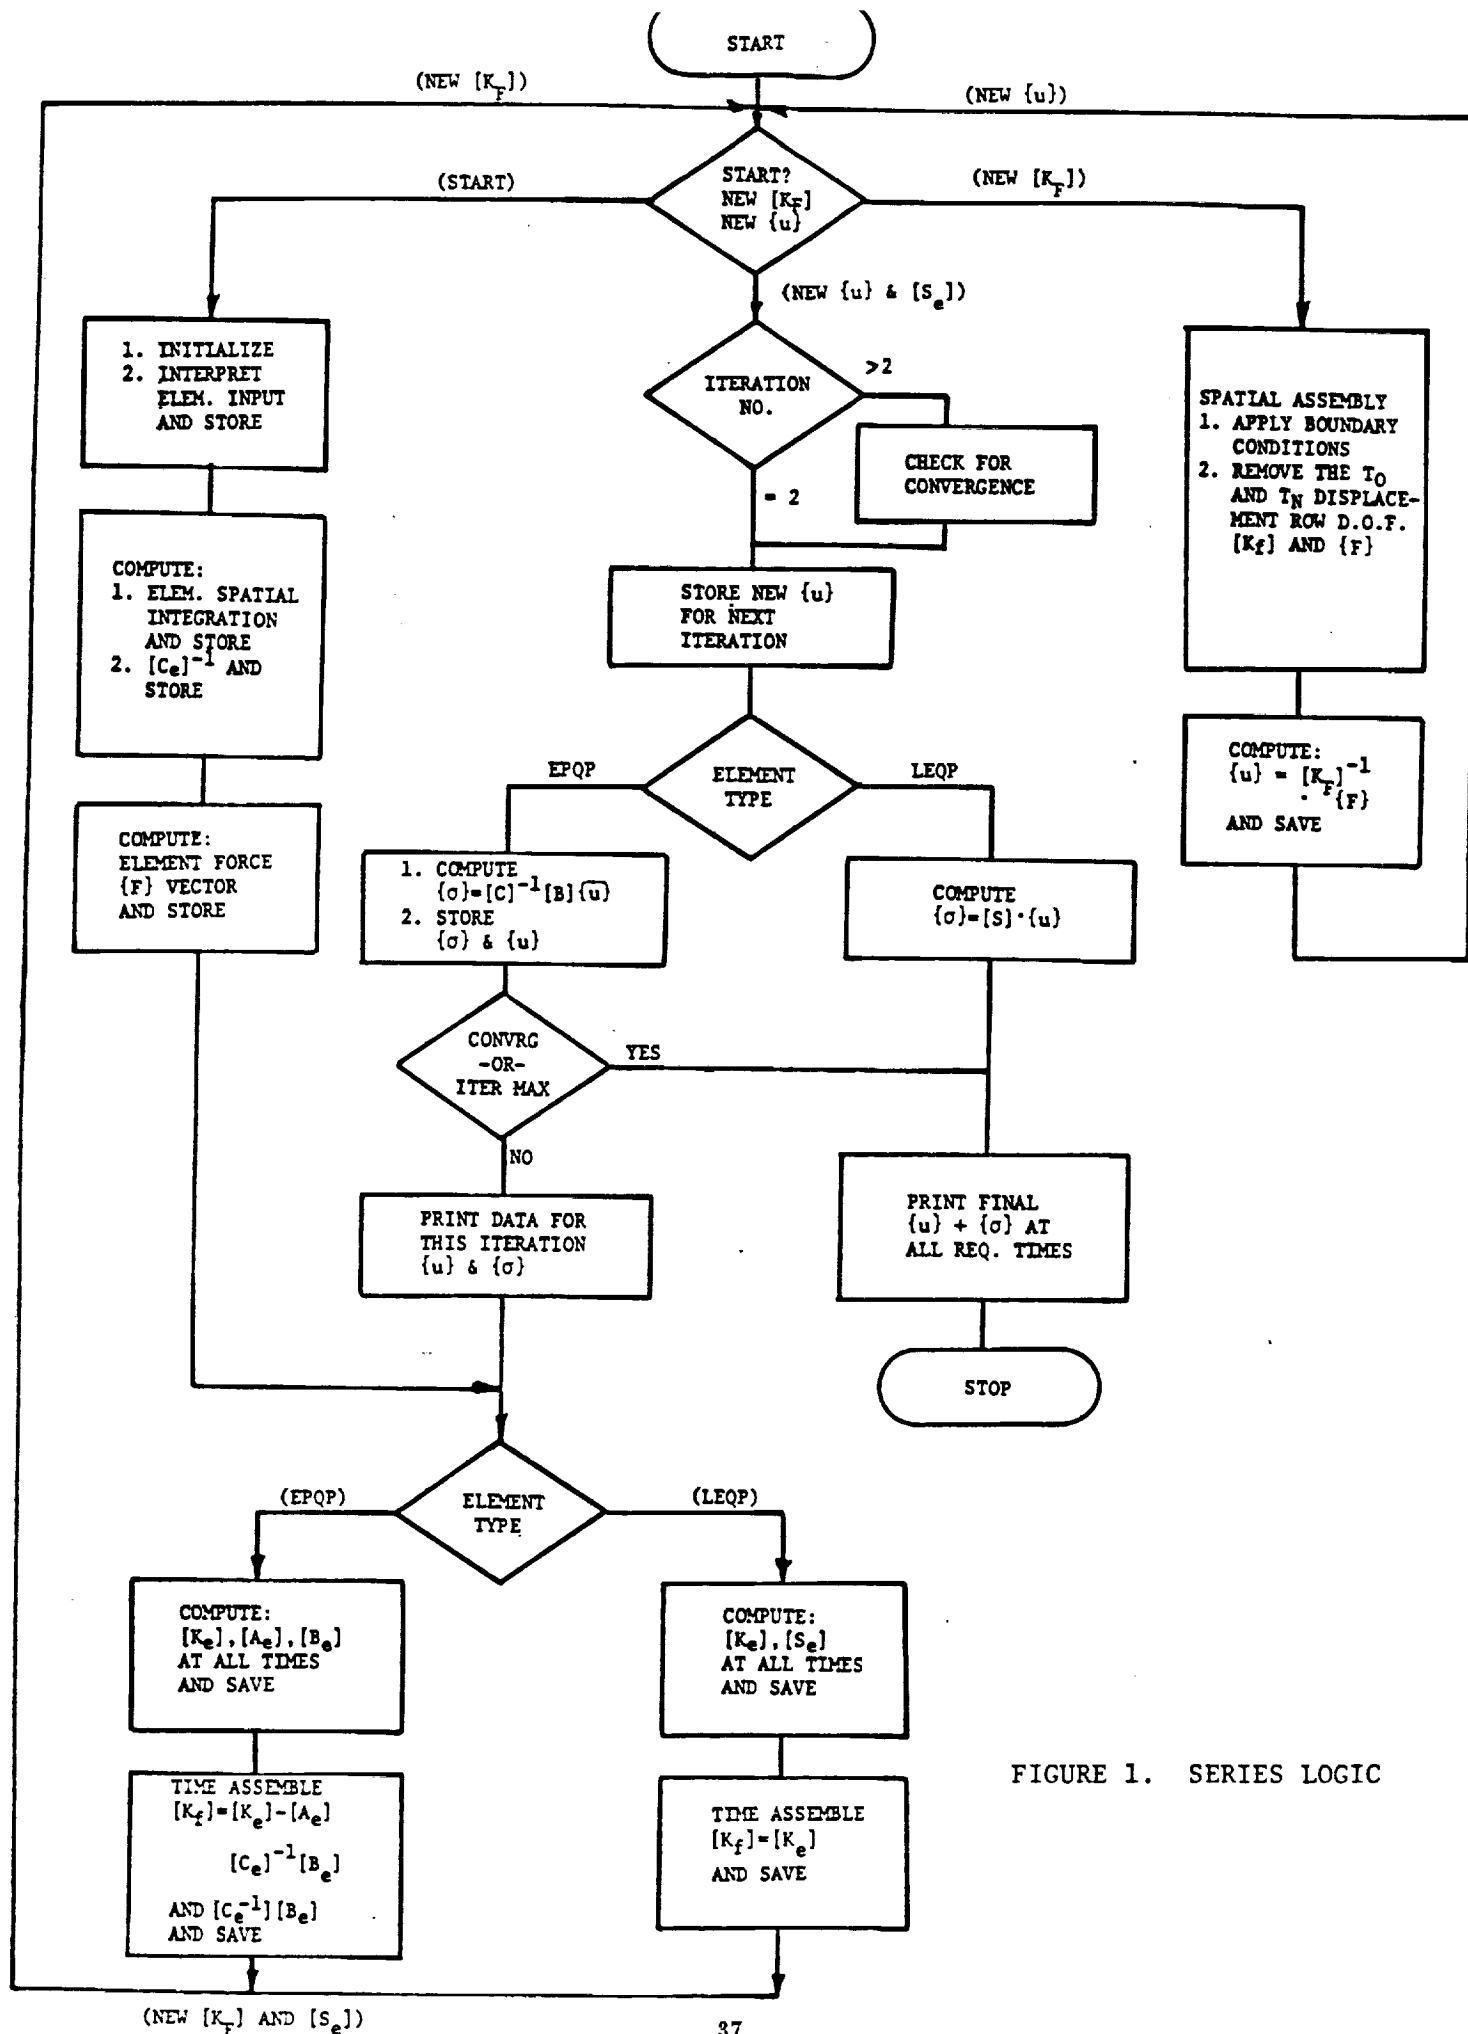 START
(NEW [K_F])
(NEW {u})
START?
NEW [K_F]
NEW {u}
(START)
(NEW [K_F])
(NEW {u} & [S_e])
1. INITIALIZE
2. INTERPRET
ELEM. INPUT
AND STORE
ITERATION
NO.
>2
= 2
CHECK FOR
CONVERGENCE
SPATIAL ASSEMBLY
1. APPLY BOUNDARY
CONDITIONS
2. REMOVE THE T_O
AND T_N DISPLACE-
MENT ROW D.O.F.
[K_f] AND {F}
COMPUTE:
1. ELEM. SPATIAL
INTEGRATION
AND STORE
2. [C_e]^-1 AND
STORE
STORE NEW {u}
FOR NEXT
ITERATION
COMPUTE:
{u} = [K_F]^-1
· {F}
AND SAVE
EPQP
ELEMENT
TYPE
LEQP
COMPUTE:
ELEMENT FORCE
{F} VECTOR
AND STORE
1. COMPUTE
{σ}=[C]^-1[B]{u}
2. STORE
{σ} & {u}
COMPUTE
{σ}=[S]·{u}
CONVRG
-OR-
ITER MAX
YES
NO
PRINT DATA FOR
THIS ITERATION
{u} & {σ}
PRINT FINAL
{u} + {σ} AT
ALL REQ. TIMES
STOP
(EPQP)
ELEMENT
TYPE
(LEQP)
COMPUTE:
[K_e],[A_e],[B_e]
AT ALL TIMES
AND SAVE
COMPUTE:
[K_e],[S_e]
AT ALL TIMES
AND SAVE
TIME ASSEMBLE
[K_f]=[K_e]-[A_e]
[C_e]^-1[B_e]
AND [C_e^-1][B_e]
AND SAVE
TIME ASSEMBLE
[K_f]=[K_e]
AND SAVE
FIGURE 1. SERIES LOGIC
(NEW [K_F] AND [S_e])
37